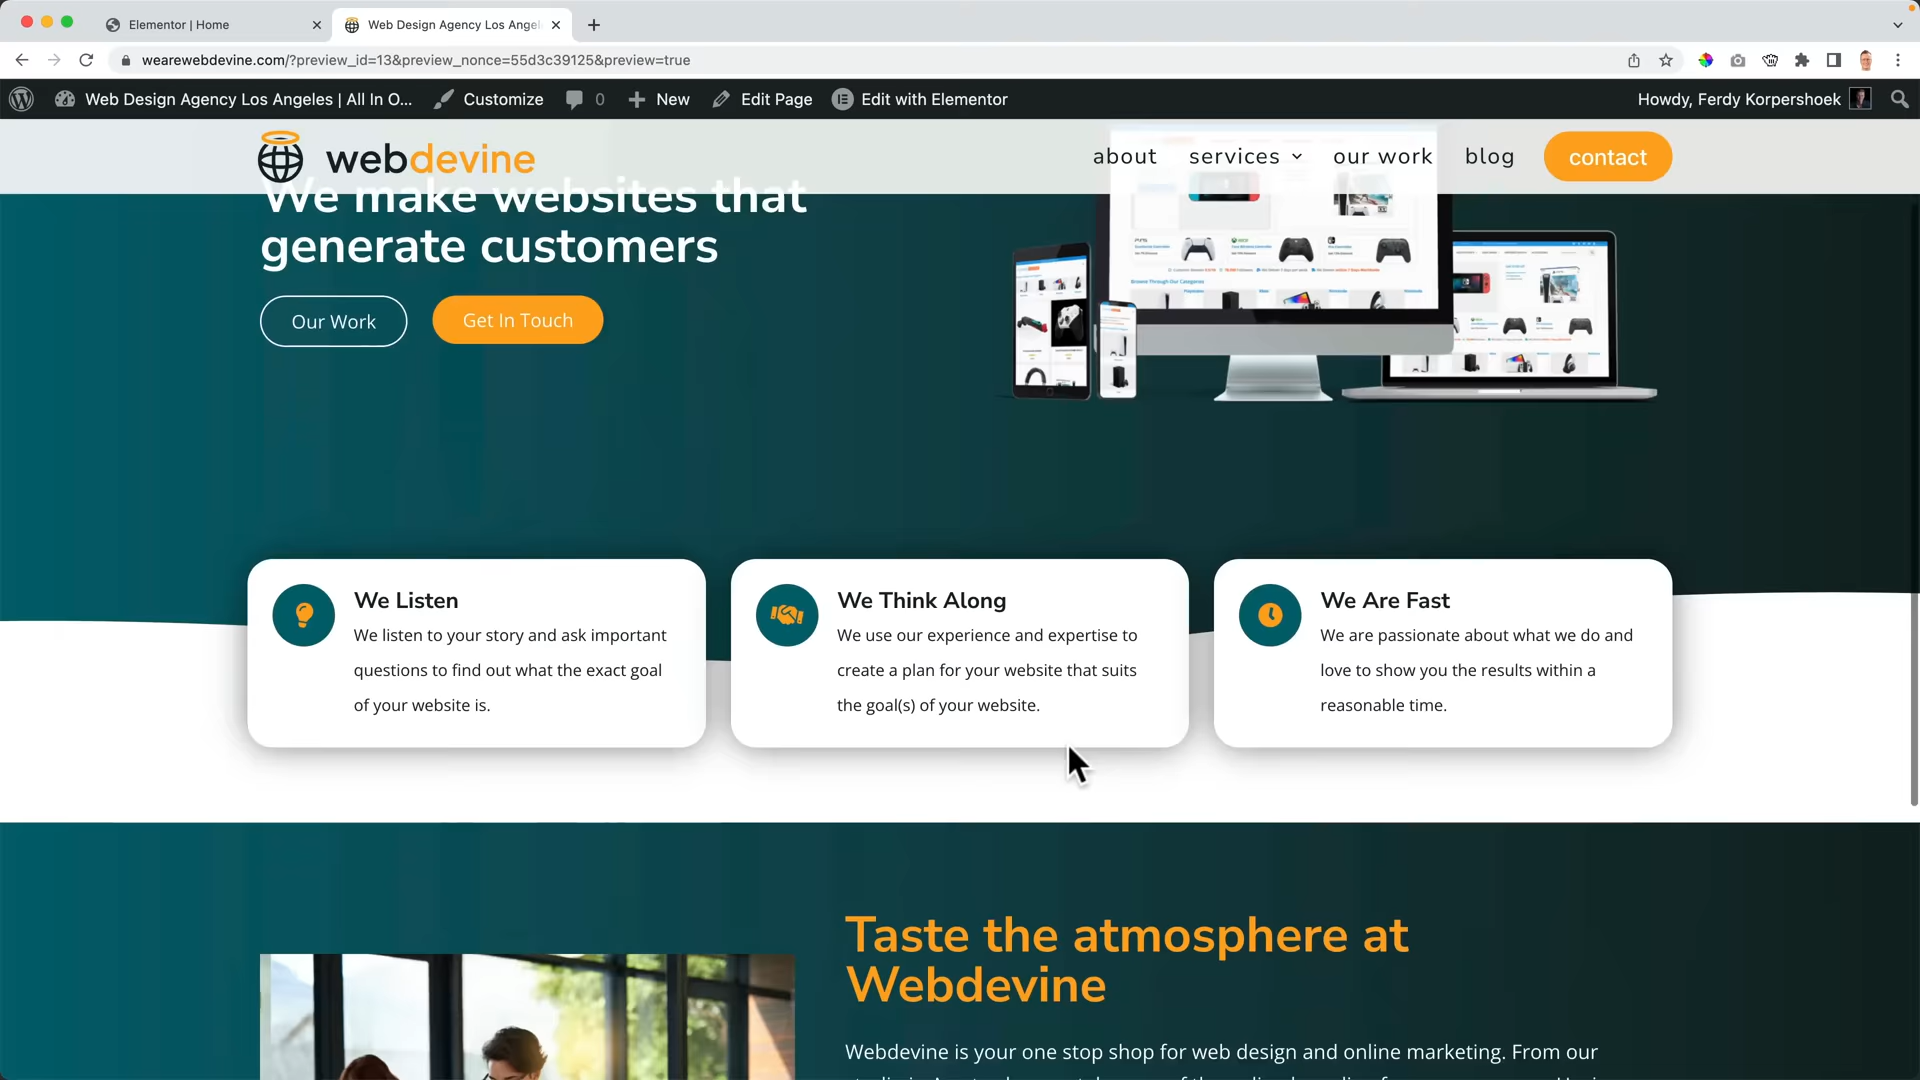 Elementor | Home
Web Design Agency Los Angel
wearewebdevine.com/?preview_id=13&preview_nonce=55d3c39125&preview=true
Web Design Agency Los Angeles | All In O...
Customize
0
New
Edit Page
Edit with Elementor
Howdy, Ferdy Korpershoek
webdevine
about
services
our work
blog
contact
We make websites that
generate customers
Our Work
Get In Touch
Browse Through Our Categories
We Listen
We listen to your story and ask important
questions to find out what the exact goal
of your website is.
We Think Along
We use our experience and expertise to
create a plan for your website that suits
the goal(s) of your website.
We Are Fast
We are passionate about what we do and
love to show you the results within a
reasonable time.
Taste the atmosphere at
Webdevine
Webdevine is your one stop shop for web design and online marketing. From our